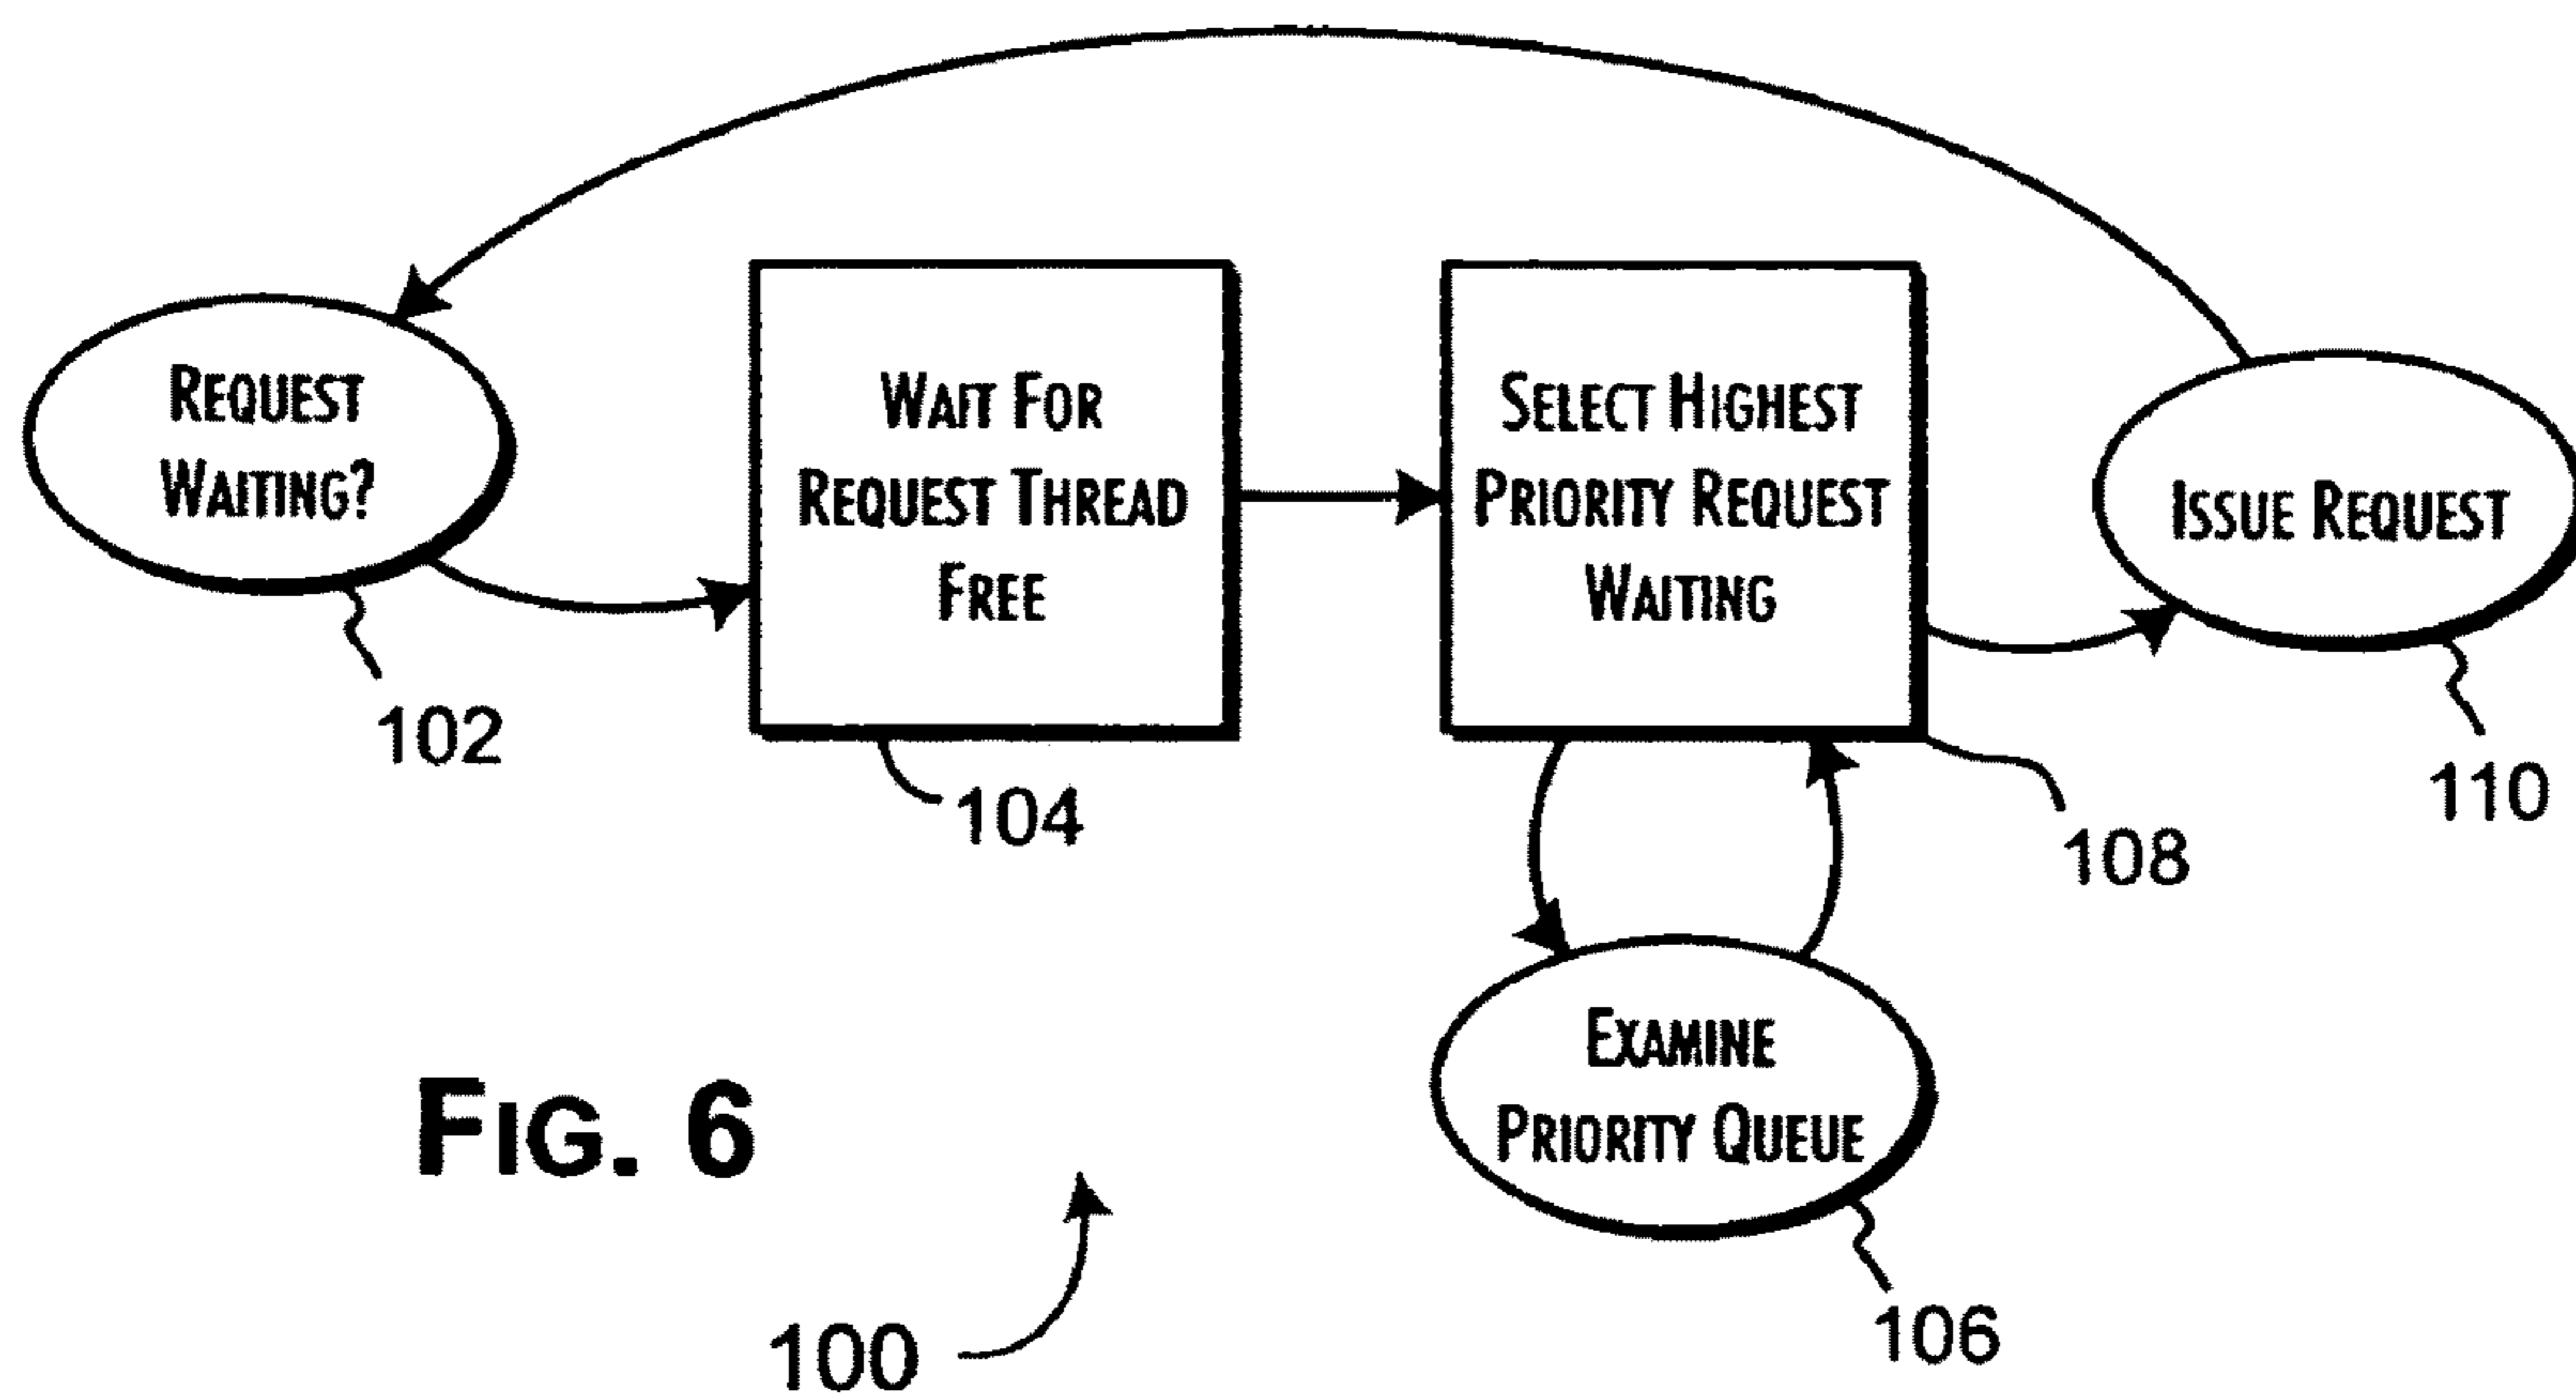 REQUEST
WAITING?
102
WAIT FOR
REQUEST THREAD
FREE
104
SELECT HIGHEST
PRIORITY REQUEST
WAITING
108
ISSUE REQUEST
110
EXAMINE
PRIORITY QUEUE
106
FIG. 6
100